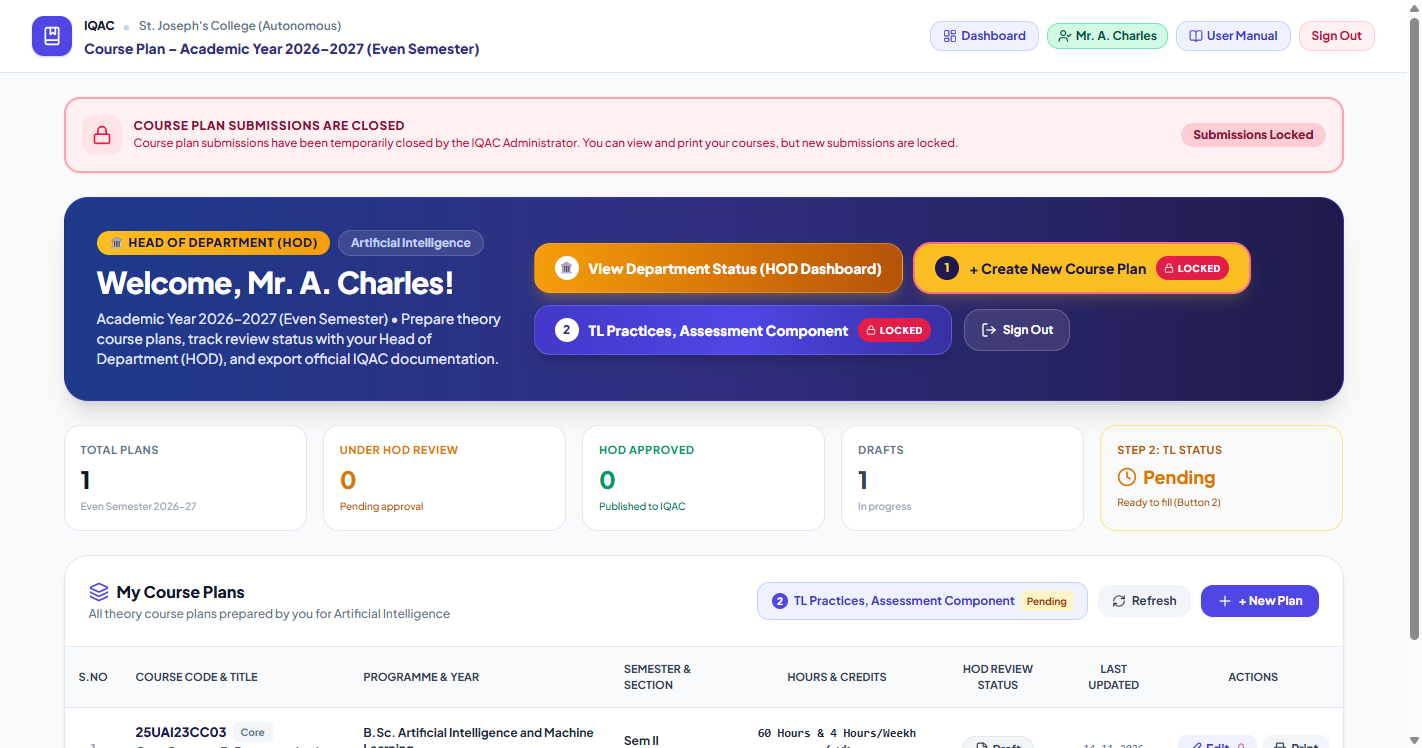 IQAC • St. Joseph's College (Autonomous)
Course Plan – Academic Year 2026–2027 (Even Semester)
Dashboard
Mr. A. Charles
User Manual
Sign Out
COURSE PLAN SUBMISSIONS ARE CLOSED
Course plan submissions have been temporarily closed by the IQAC Administrator. You can view and print your courses, but new submissions are locked.
Submissions Locked
HEAD OF DEPARTMENT (HOD)
Artificial Intelligence
Welcome, Mr. A. Charles!
Academic Year 2026–2027 (Even Semester) • Prepare theory
course plans, track review status with your Head of
Department (HOD), and export official IQAC documentation.
View Department Status (HOD Dashboard)
1 + Create New Course Plan LOCKED
2 TL Practices, Assessment Component LOCKED
Sign Out
TOTAL PLANS
1
Even Semester 2026–27
UNDER HOD REVIEW
0
Pending approval
HOD APPROVED
0
Published to IQAC
DRAFTS
1
In progress
STEP 2: TL STATUS
Pending
Ready to fill (Button 2)
My Course Plans
All theory course plans prepared by you for Artificial Intelligence
2 TL Practices, Assessment Component Pending
Refresh
+ + New Plan
S.NO
COURSE CODE & TITLE
PROGRAMME & YEAR
SEMESTER &
SECTION
HOURS & CREDITS
HOD REVIEW
STATUS
LAST
UPDATED
ACTIONS
25UAI23CC03 Core
B.Sc. Artificial Intelligence and Machine
Learning
Sem II
60 Hours & 4 Hours/Weekh
Draft
14-11-2026
Edit
Print